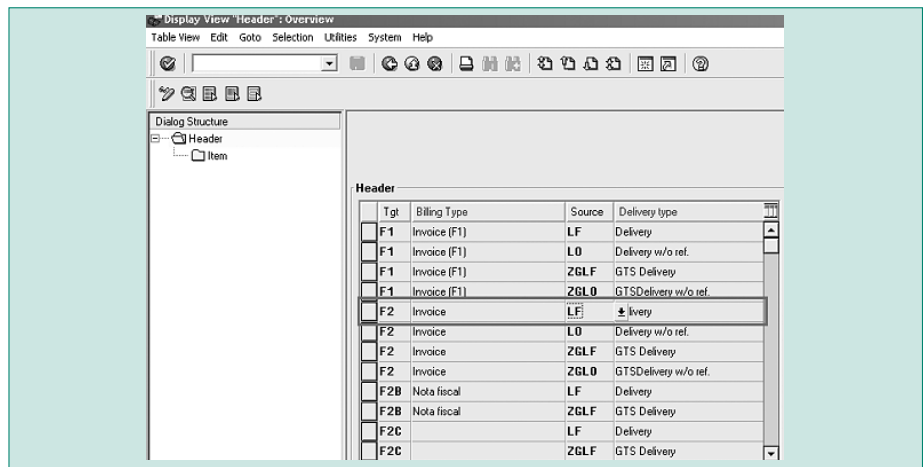 Display View "Header": Overview
Table View Edit Goto Selection Utilities System Help
Dialog Structure
Header
Item
Header
Tgt Billing Type Source Delivery type
F1 Invoice (F1) LF Delivery
F1 Invoice (F1) LO Delivery w/o ref.
F1 Invoice (F1) ZGLF GTS Delivery
F1 Invoice (F1) ZGLO GTSDelivery w/o ref.
F2 Invoice LF livery
F2 Invoice LO Delivery w/o ref.
F2 Invoice ZGLF GTS Delivery
F2 Invoice ZGLO GTSDelivery w/o ref.
F2B Nota fiscal LF Delivery
F2B Nota fiscal ZGLF GTS Delivery
F2C LF Delivery
F2C ZGLF GTS Delivery